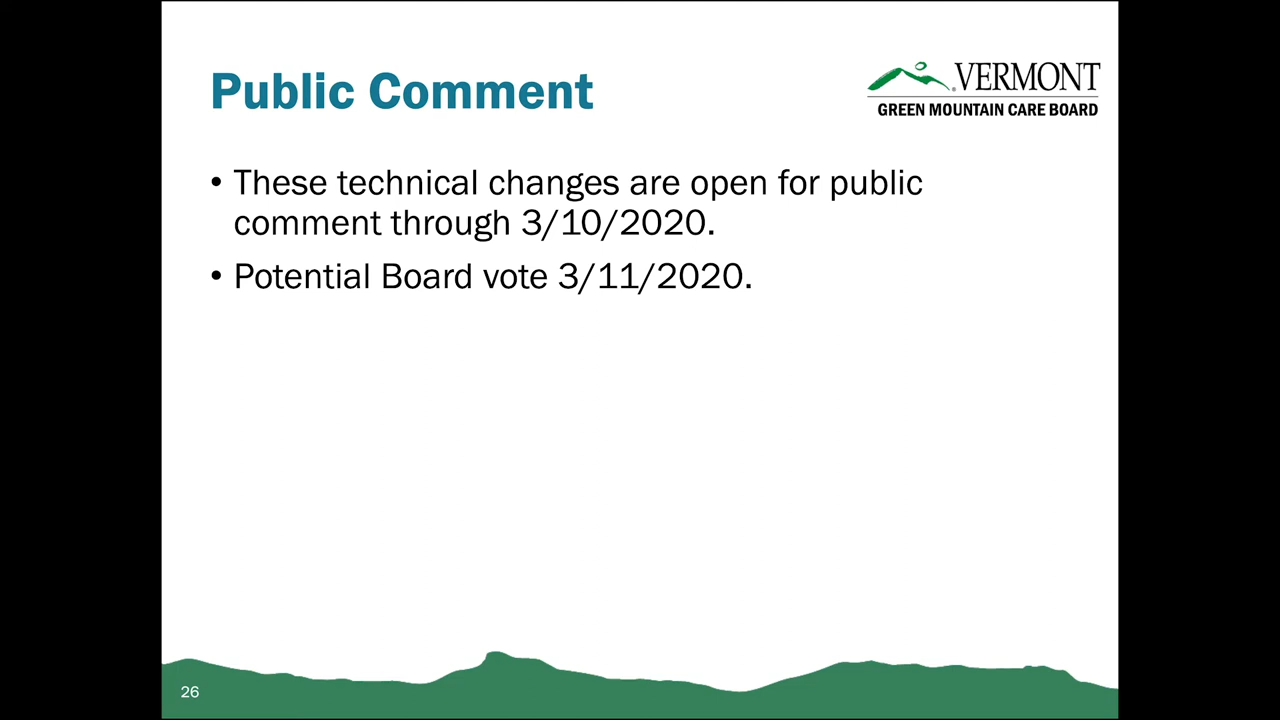 Public Comment
VERMONT
GREEN MOUNTAIN CARE BOARD
• These technical changes are open for public
comment through 3/10/2020.
• Potential Board vote 3/11/2020.
26